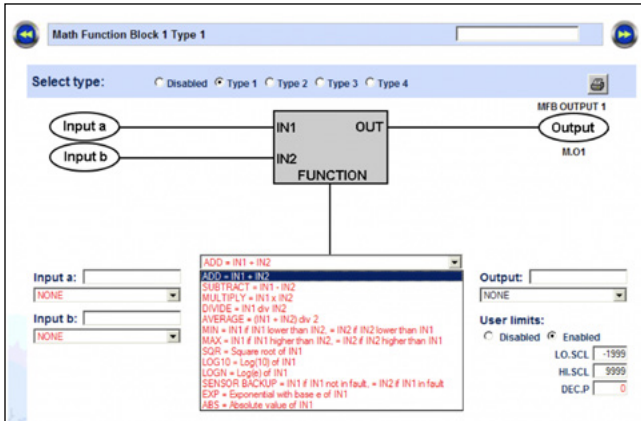 Math Function Block 1 Type 1
Select type:
Disabled Type 1 Type 2 Type 3 Type 4
MFB OUTPUT 1
Input a
IN1
OUT
Output
Input b
IN2
M.O1
FUNCTION
ADD = IN1 + IN2
ADD = IN1 + IN2
SUBTRACT = IN1 - IN2
MULTIPLY = IN1 x IN2
DIVIDE = IN1 div IN2
AVERAGE = (IN1 + IN2) div 2
MIN = IN1 if IN1 lower than IN2, = IN2 if IN2 lower than IN1
MAX = IN1 if IN1 higher than IN2, = IN2 if IN2 higher than IN1
SQR = Square root of IN1
LOG10 = Log(10) of IN1
LOGN = Log(e) of IN1
SENSOR BACKUP = IN1 if IN1 not in fault, = IN2 if IN1 in fault
EXP = Exponential with base e of IN1
ABS = Absolute value of IN1
Input a:
NONE
Input b:
NONE
Output:
NONE
User limits:
Disabled Enabled
LO.SCL -1999
HI.SCL 9999
DEC.P 0